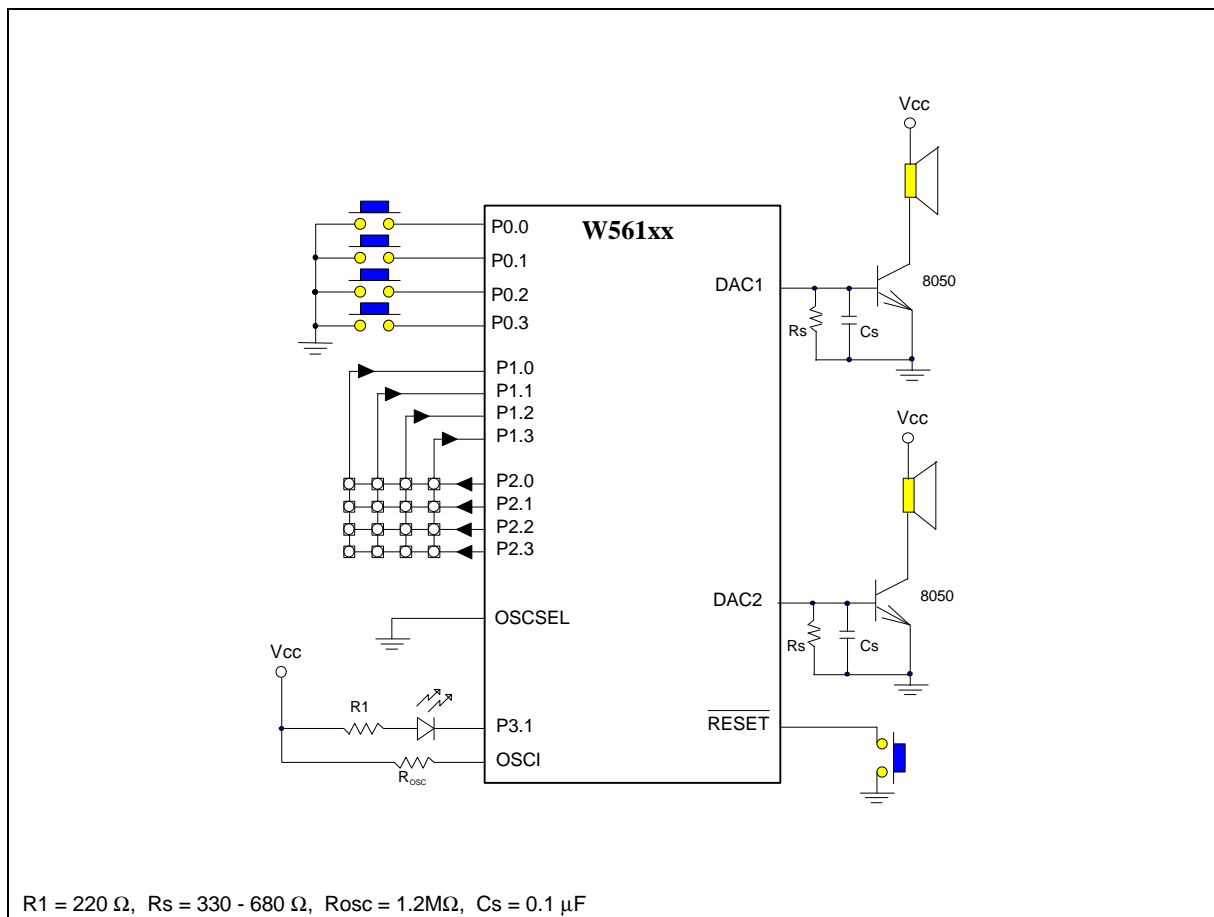 Vcc
W561xx
P0.0
P0.1
P0.2
P0.3
DAC1
8050
Rs
Cs
P1.0
P1.1
P1.2
P1.3
Vcc
P2.0
P2.1
P2.2
P2.3
DAC2
8050
OSCSEL
Rs
Cs
Vcc
R1
P3.1
RESET
OSCI
Rosc
R1 = 220 Ω, Rs = 330 - 680 Ω, Rosc = 1.2MΩ, Cs = 0.1 μF